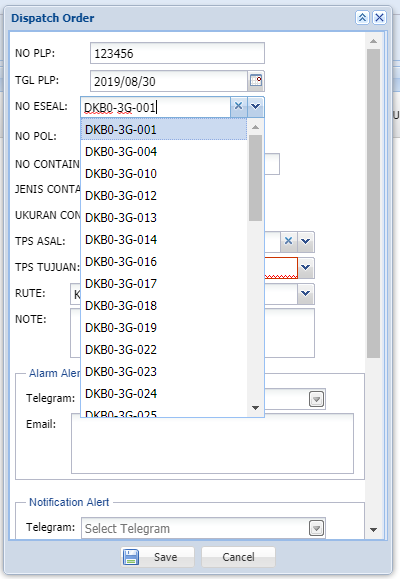 Dispatch Order
NO PLP: 123456
TGL PLP: 2019/08/30
NO ESEAL: DKB0-3G-001
DKB0-3G-001
NO POL:
DKB0-3G-004
NO CONTAIN
DKB0-3G-010
JENIS CONTA
DKB0-3G-012
UKURAN CON
DKB0-3G-013
TPS ASAL:
DKB0-3G-014
TPS TUJUAN:
DKB0-3G-016
DKB0-3G-017
RUTE: K
DKB0-3G-018
NOTE:
DKB0-3G-019
DKB0-3G-022
Alarm Aler
DKB0-3G-023
Telegram:
DKB0-3G-024
DKB0-3G-025
Email:
Notification Alert
Telegram: Select Telegram
Save Cancel
U